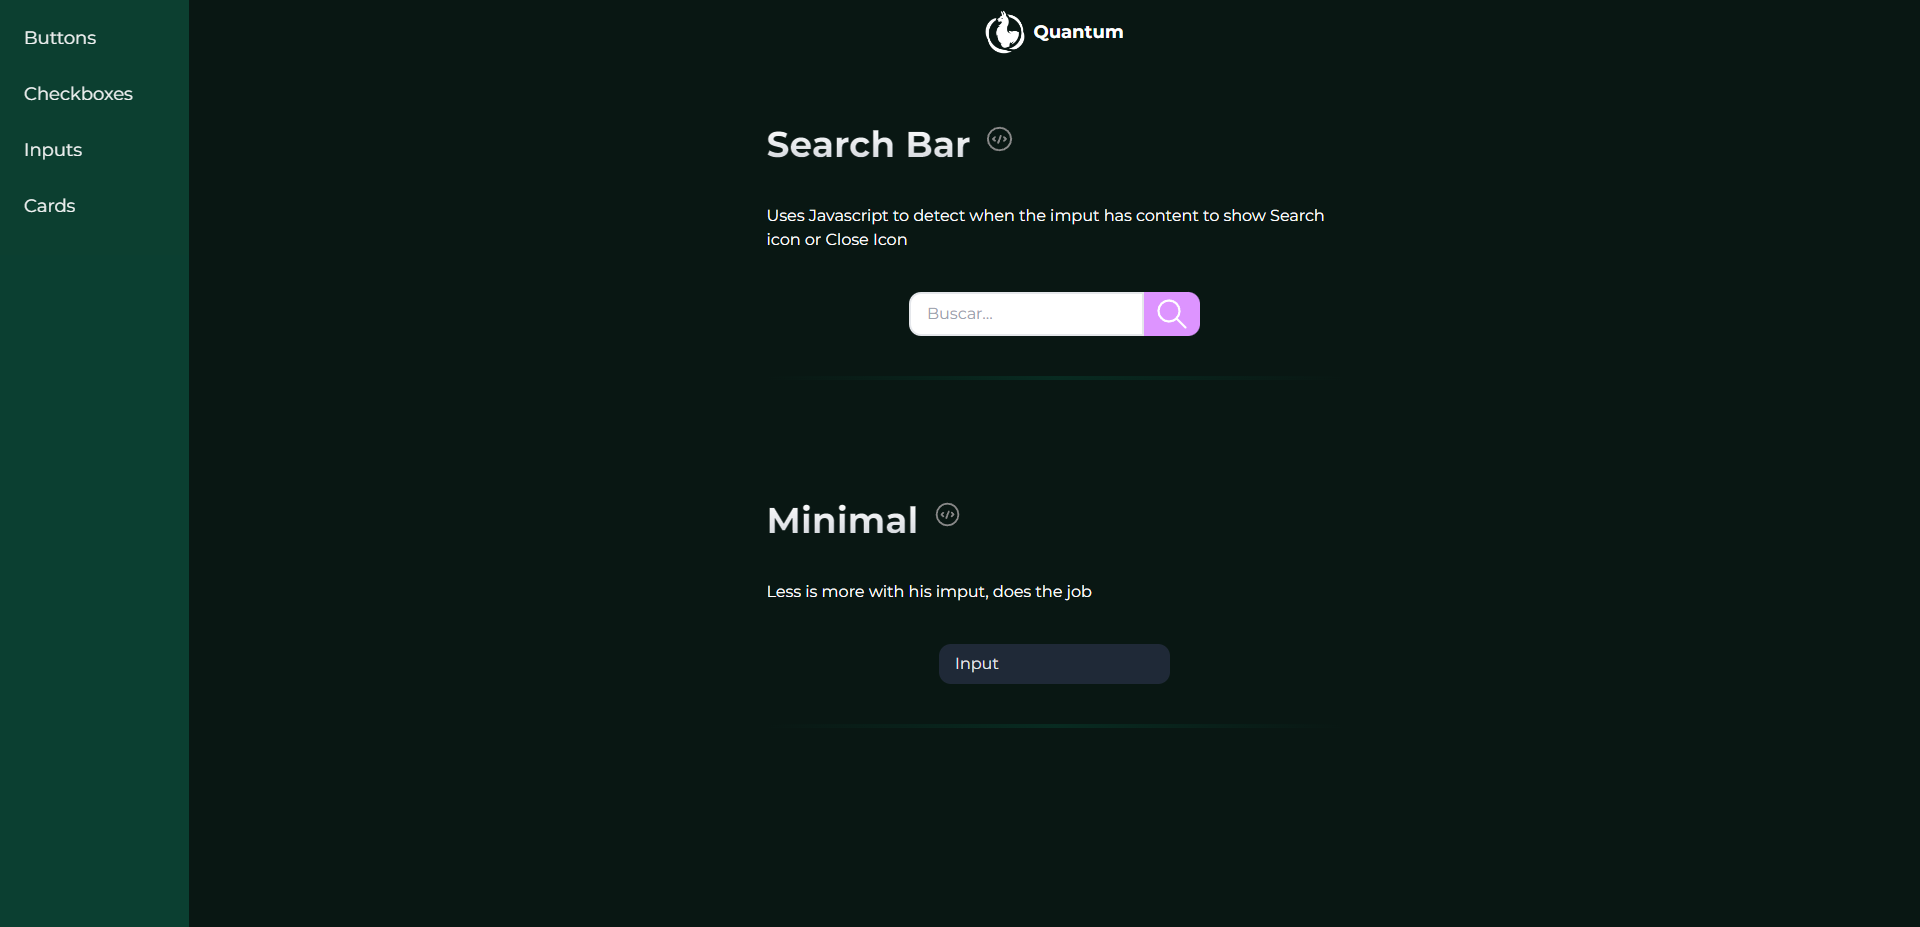 Buttons
Checkboxes
Inputs
Cards
Quantum
Search Bar
Uses Javascript to detect when the imput has content to show Search
icon or Close Icon
Buscar...
Minimal
Less is more with his imput, does the job
Input